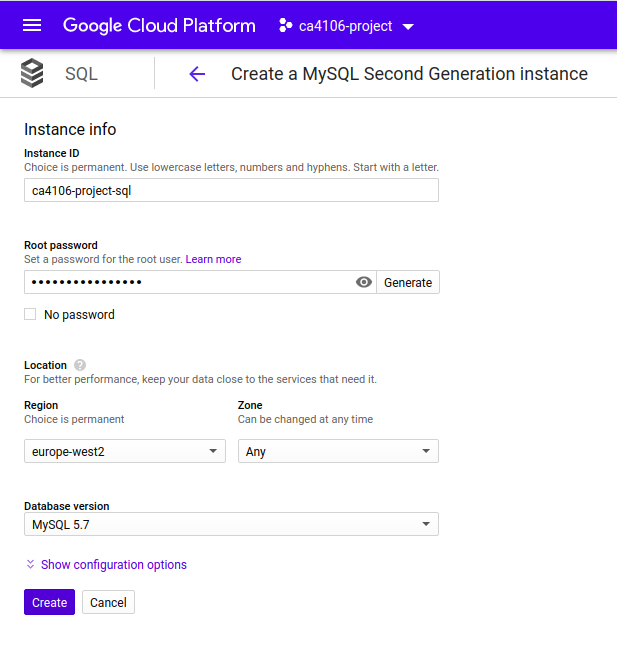 Google Cloud Platform ca4106-project
SQL Create a MySQL Second Generation instance
Instance info
Instance ID
Choice is permanent. Use lowercase letters, numbers and hyphens. Start with a letter.
ca4106-project-sql
Root password
Set a password for the root user. Learn more
•••••••••••••••• Generate
No password
Location ?
For better performance, keep your data close to the services that need it.
Region Zone
Choice is permanent Can be changed at any time
europe-west2 Any
Database version
MySQL 5.7
Show configuration options
Create Cancel